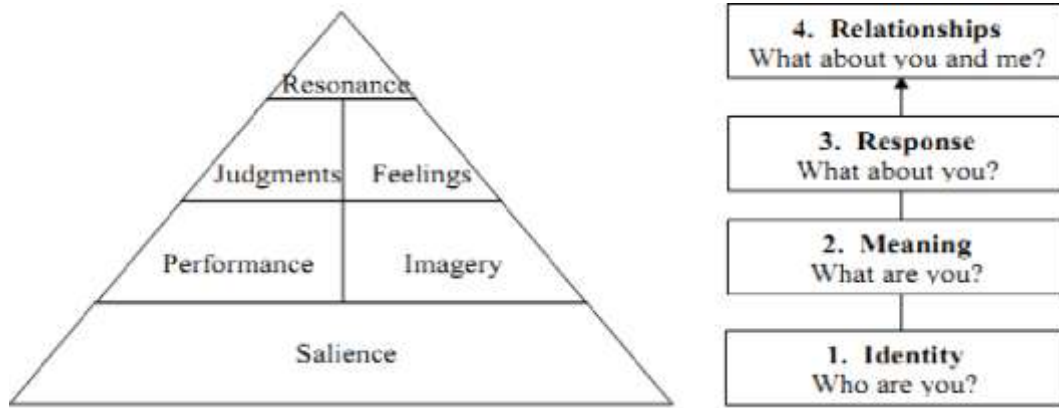 Resonance
Judgments
Feelings
Performance
Imagery
Salience
4. Relationships
What about you and me?
3. Response
What about you?
2. Meaning
What are you?
1. Identity
Who are you?